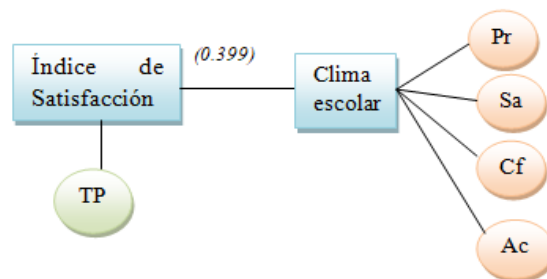 Índice de
Satisfacción
(0.399)
Clima
escolar
Pr
Sa
Cf
Ac
TP